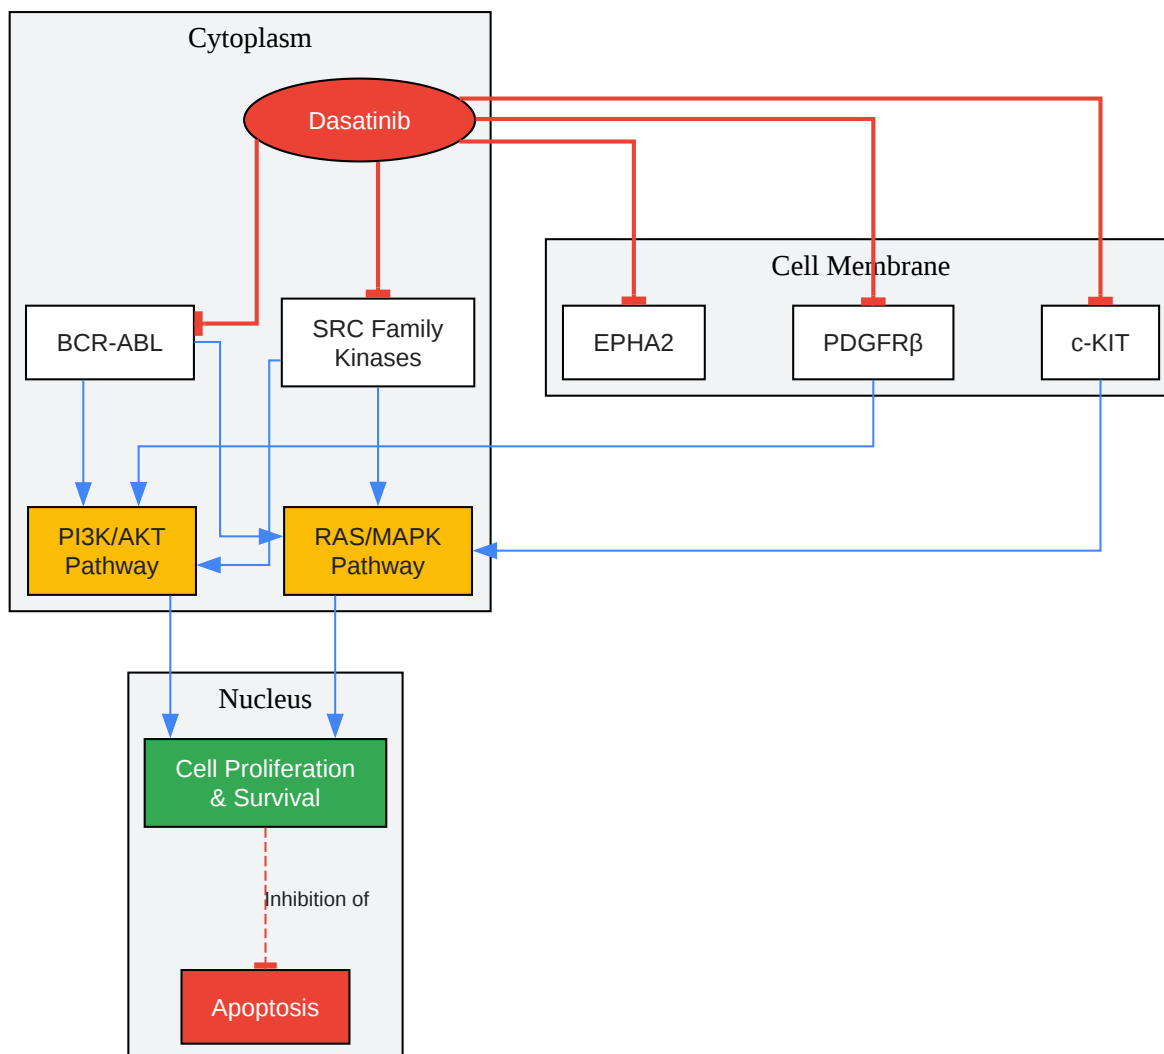 Cytoplasm
Dasatinib
Cell Membrane
BCR-ABL
SRC Family
Kinases
EPHA2
PDGFRβ
c-KIT
PI3K/AKT
Pathway
RAS/MAPK
Pathway
Nucleus
Cell Proliferation
& Survival
Inhibition of
Apoptosis